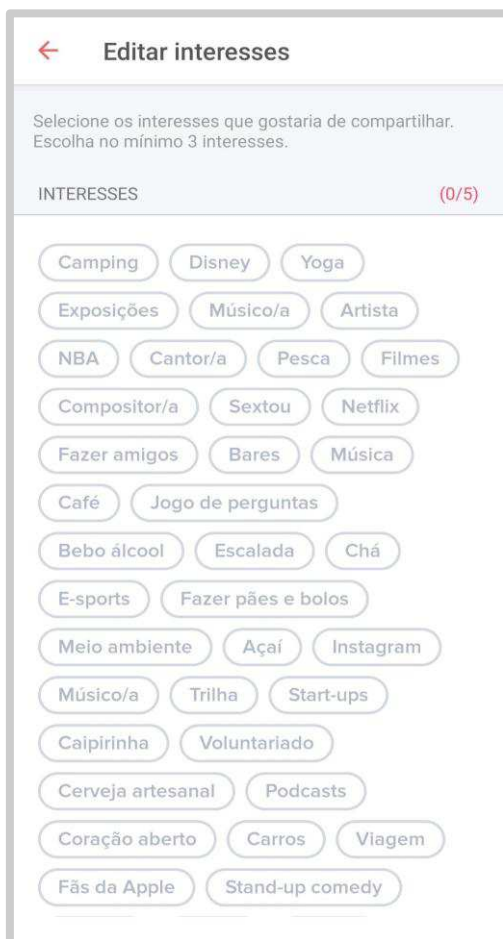 Editar interesses
Selecione os interesses que gostaria de compartilhar.
Escolha no mínimo 3 interesses.
INTERESSES (0/5)
Camping Disney Yoga
Exposições Músico/a Artista
NBA Cantor/a Pesca Filmes
Compositor/a Sextou Netflix
Fazer amigos Bares Música
Café Jogo de perguntas
Bebo álcool Escalada Chá
E-sports Fazer pães e bolos
Meio ambiente Açaí Instagram
Músico/a Trilha Start-ups
Caipirinha Voluntariado
Cerveja artesanal Podcasts
Coração aberto Carros Viagem
Fãs da Apple Stand-up comedy